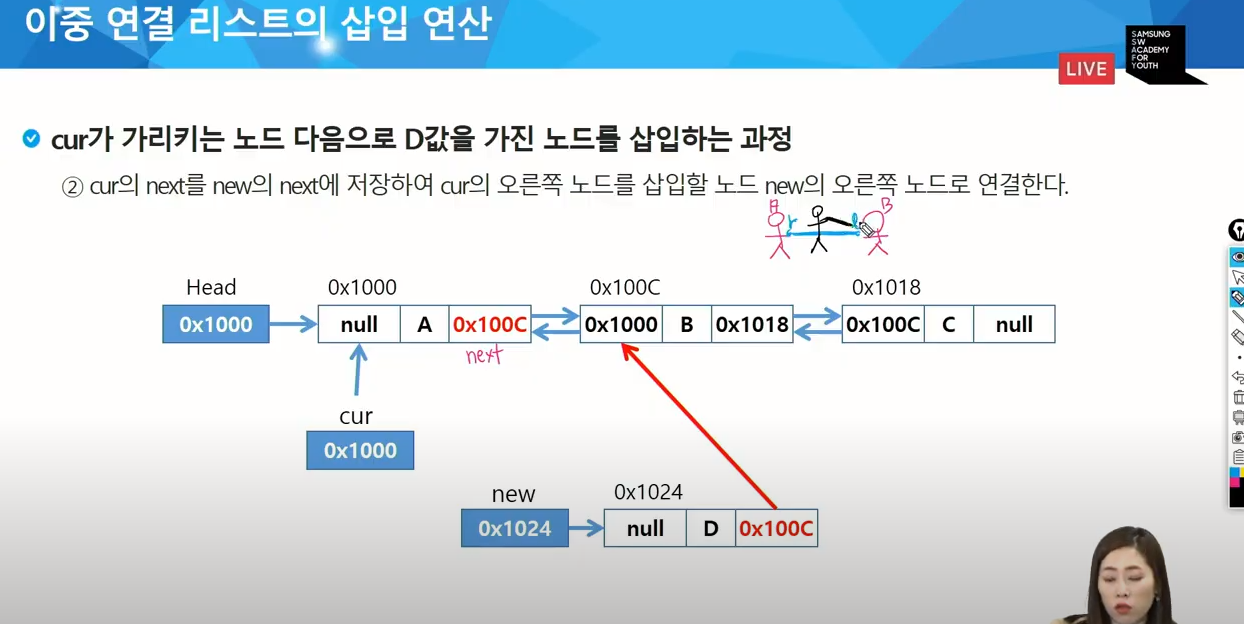 이중 연결 리스트의 삽입 연산
SAMSUNG
SW
ACADEMY
FOR
YOUTH
LIVE
cur가 가리키는 노드 다음으로 D값을 가진 노드를 삽입하는 과정
② cur의 next를 new의 next에 저장하여 cur의 오른쪽 노드를 삽입할 노드 new의 오른쪽 노드로 연결한다.
A r B
Head 0x1000 0x100C 0x1018
0x1000 null A 0x100C 0x1000 B 0x1018 0x100C C null
next
cur
0x1000
new 0x1024
0x1024 null D 0x100C